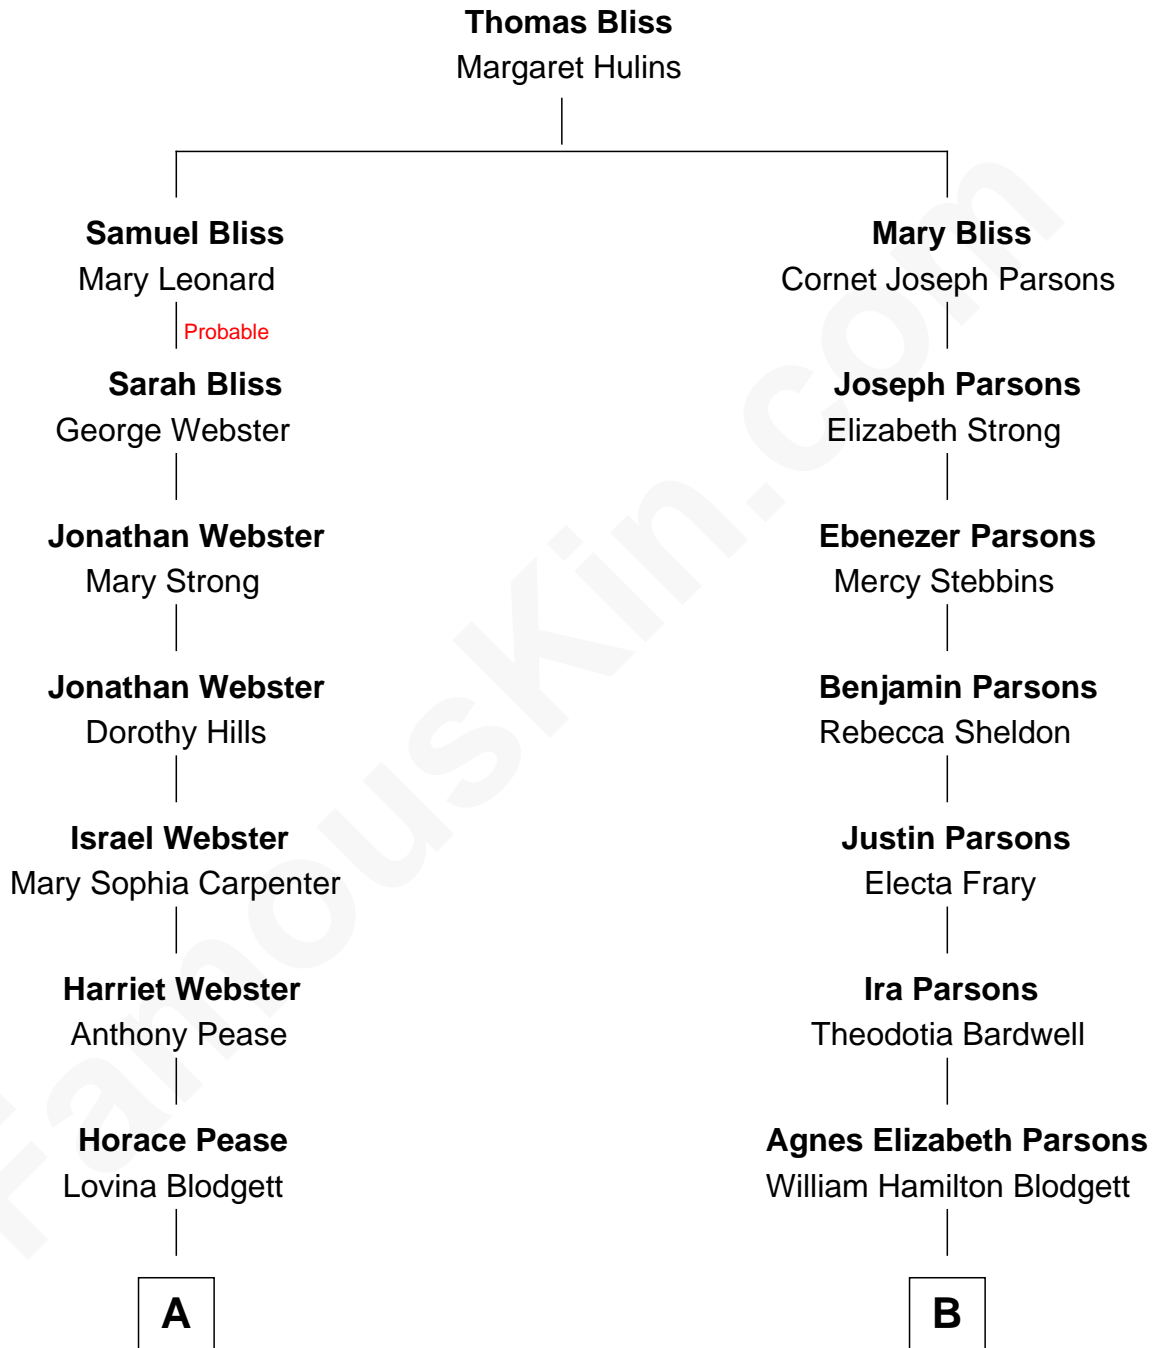 Thomas Bliss
Margaret Hulins
Samuel Bliss
Mary Leonard
Probable
Sarah Bliss
George Webster
Jonathan Webster
Mary Strong
Jonathan Webster
Dorothy Hills
Israel Webster
Mary Sophia Carpenter
Harriet Webster
Anthony Pease
Horace Pease
Lovina Blodgett
A
Mary Bliss
Cornet Joseph Parsons
Joseph Parsons
Elizabeth Strong
Ebenezer Parsons
Mercy Stebbins
Benjamin Parsons
Rebecca Sheldon
Justin Parsons
Electa Frary
Ira Parsons
Theodotia Bardwell
Agnes Elizabeth Parsons
William Hamilton Blodgett
B
FamousKin.com